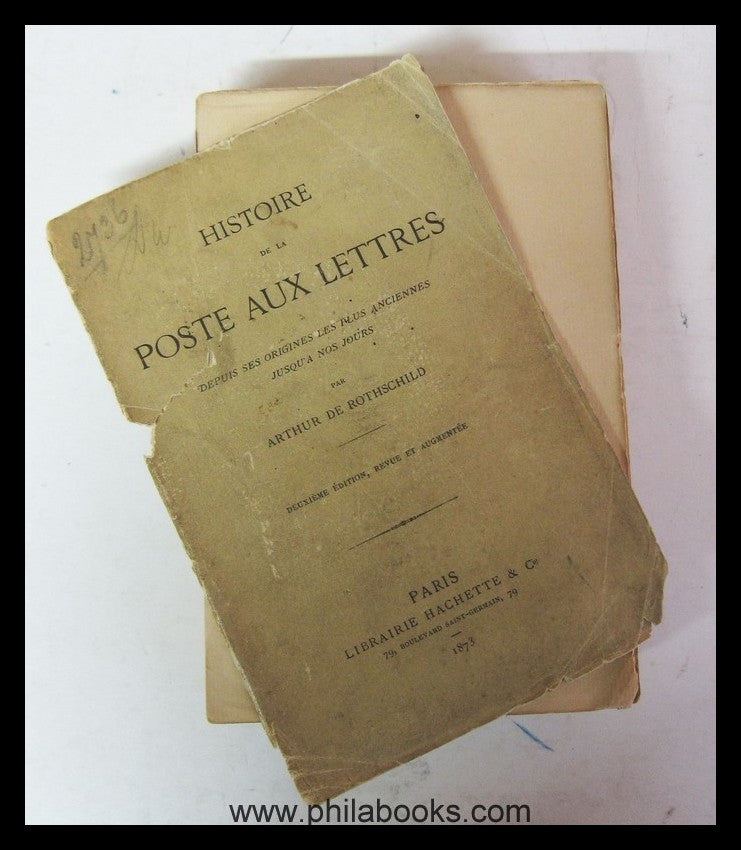 HISTOIRE
DE LA
POSTE AUX LETTRES
DEPUIS SES ORIGINES LES PLUS ANCIENNES
JUSQU'A NOS JOURS
PAR
ARTHUR DE ROTHSCHILD
DEUXIÈME ÉDITION, REVUE ET AUGMENTÉE
PARIS
LIBRAIRIE HACHETTE & Cie
79, BOULEVARD SAINT-GERMAIN, 79
1873
www.philabooks.com